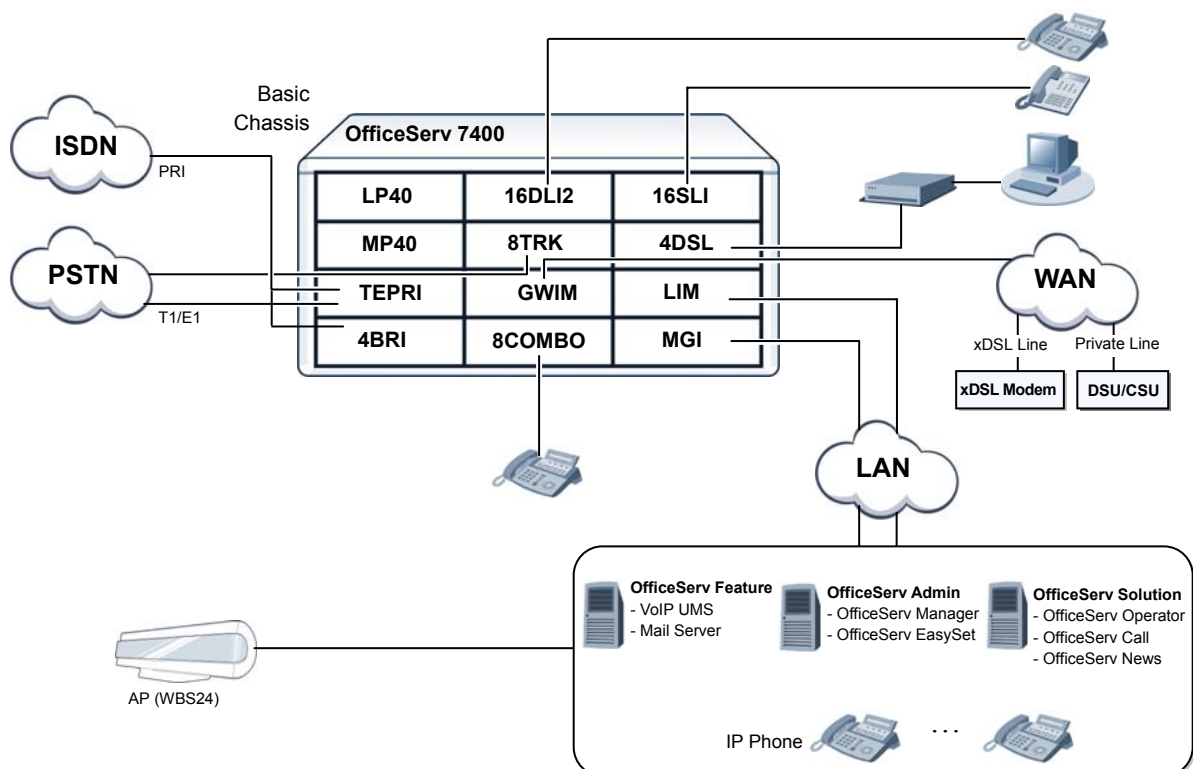 Basic
Chassis
OfficeServ 7400
ISDN
PRI
LP40
16DLI2
16SLI
MP40
8TRK
4DSL
PSTN
TEPRI
GWIM
LIM
WAN
T1/E1
4BRI
8COMBO
MGI
xDSL Line
Private Line
xDSL Modem
DSU/CSU
LAN
OfficeServ Feature
- VoIP UMS
- Mail Server
OfficeServ Admin
- OfficeServ Manager
- OfficeServ EasySet
OfficeServ Solution
- OfficeServ Operator
- OfficeServ Call
- OfficeServ News
AP (WBS24)
IP Phone
...